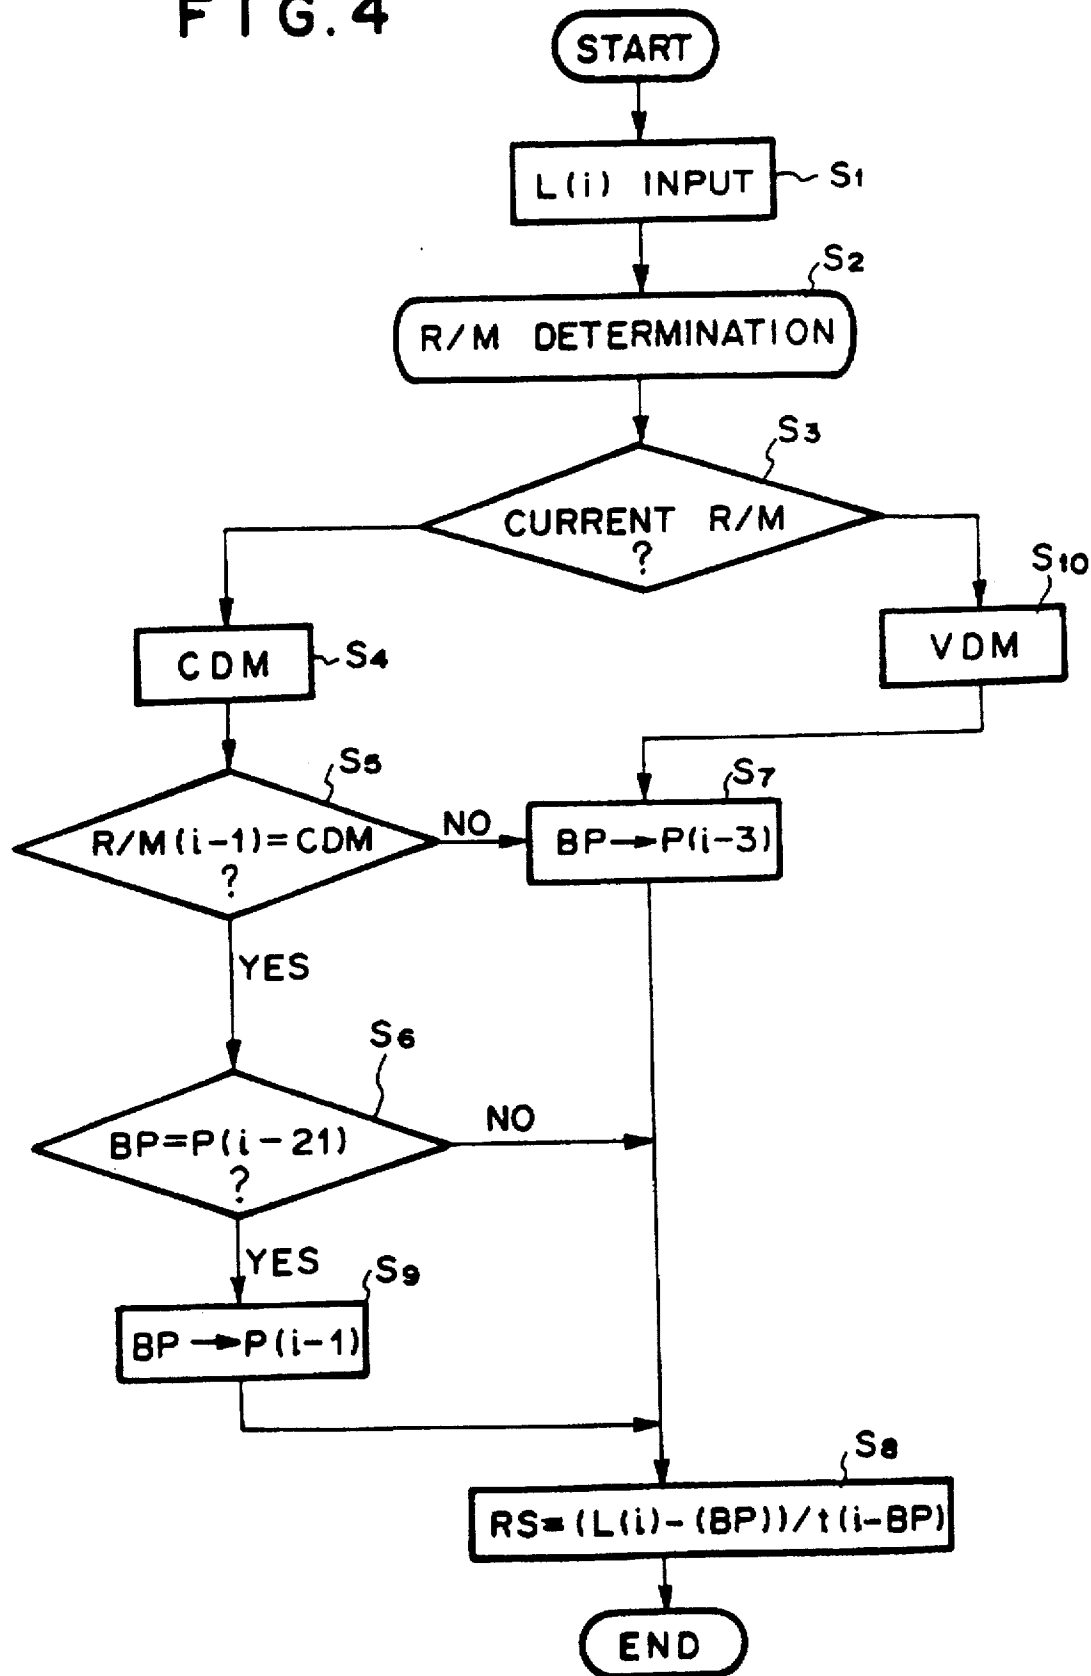 FIG.4
START
L(i) INPUT
S1
S2
R/M DETERMINATION
S3
CURRENT R/M
?
S10
CDM
S4
VDM
S5
S7
R/M(i-1)=CDM
?
NO
BP→P(i-3)
YES
S6
BP=P(i-21)
?
NO
YES
S9
BP→P(i-1)
S8
RS=(L(i)-(BP))/t(i-BP)
END